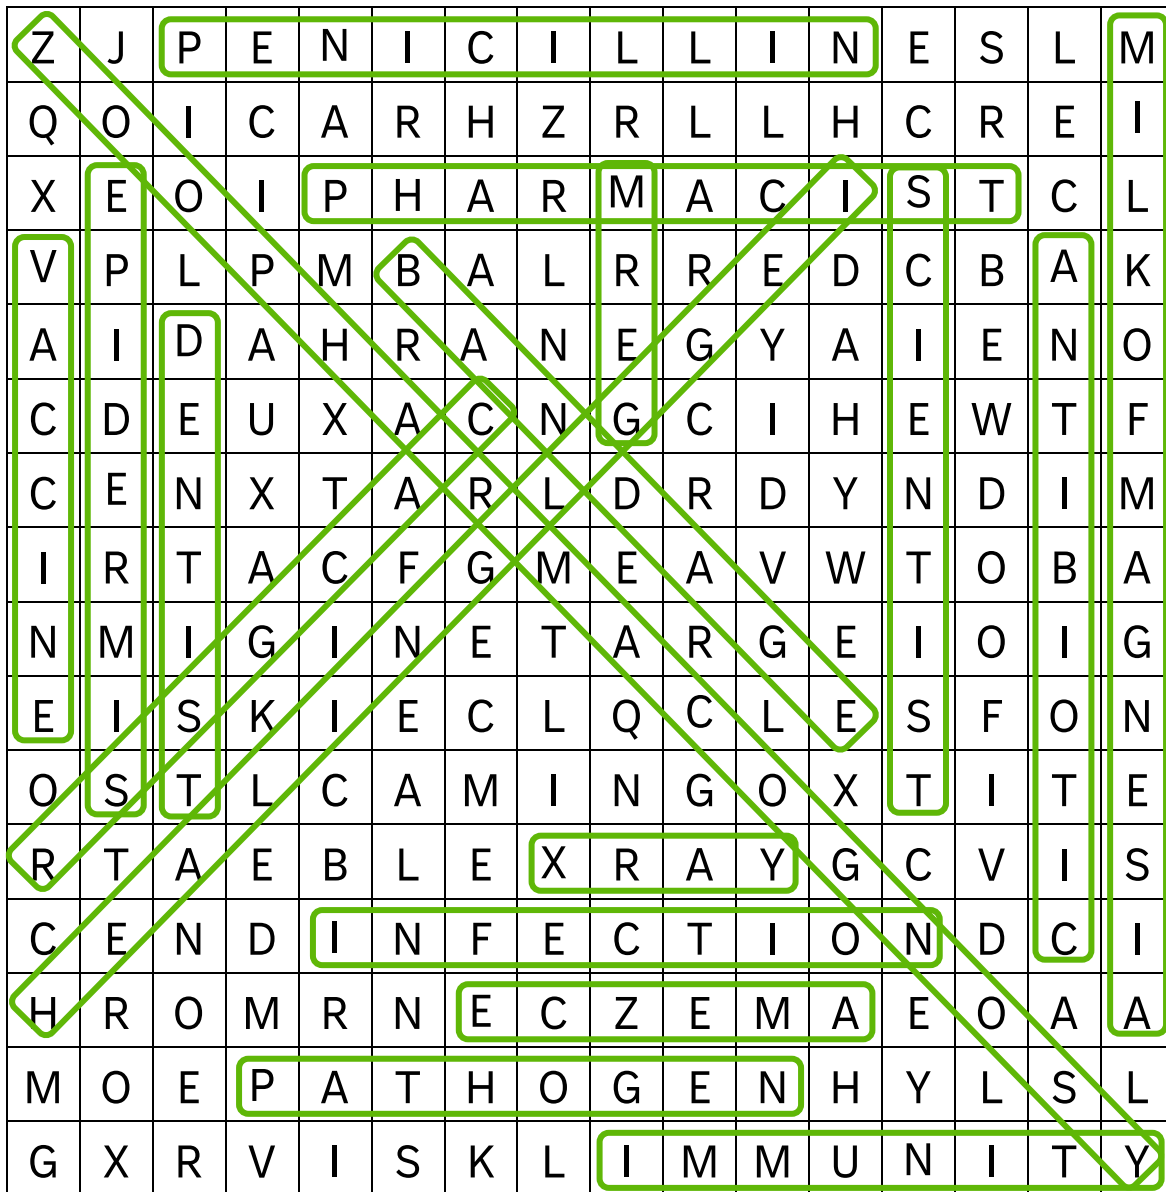 Z J P E N I C I L L I N E S L M
Q O I C A R H Z R L L H C R E I
X E O I P H A R M A C I S T C L
V P L P M B A L R R E D C B A K
A I D A H R A N E G Y A I E N O
C D E U X A C N G C I H E W T F
C E N X T A R L D R D Y N D I M
I R T A C F G M E A V W T O B A
N M I G I N E T A R G E I O I G
E I S K I E C L Q C L E S F O N
O S T L C A M I N G O X T I T E
R T A E B L E X R A Y G C V I S
C E N D I N F E C T I O N D C I
H R O M R N E C Z E M A E O A A
M O E P A T H O G E N H Y L S L
G X R V I S K L I M M U N I T Y